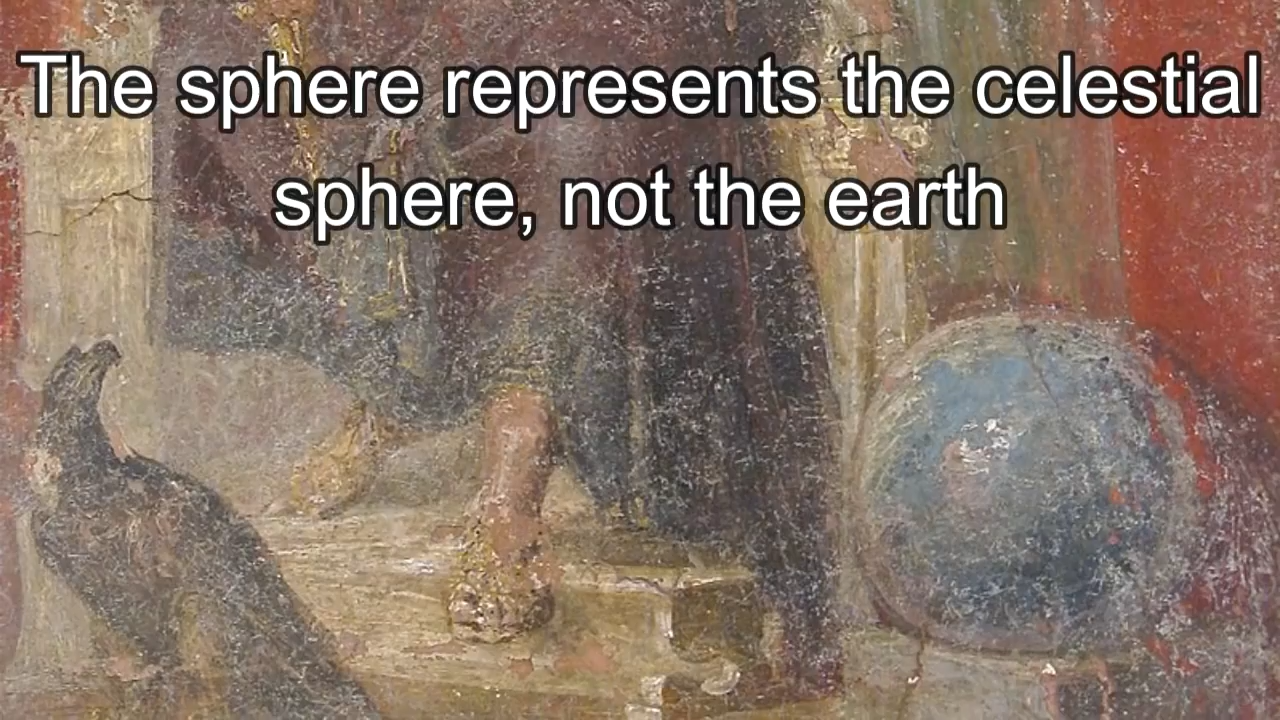 The sphere represents the celestial
sphere, not the earth